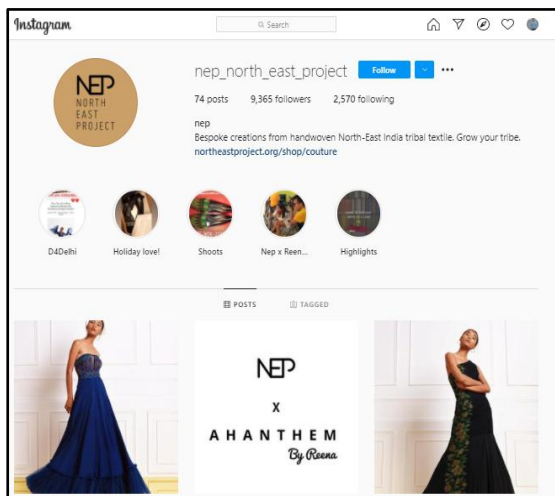 Instagram
Search
NEP
NORTH
EAST
PROJECT
nep_north_east_project Follow
74 posts 9,365 followers 2,570 following
nep
Bespoke creations from handwoven North-East India tribal textile. Grow your tribe.
northeastproject.org/shop/couture
D4Delhi Holiday love! Shoots Nep x Reen... Highlights
POSTS TAGGED
NEP
X
AHANTHEM
By Reena